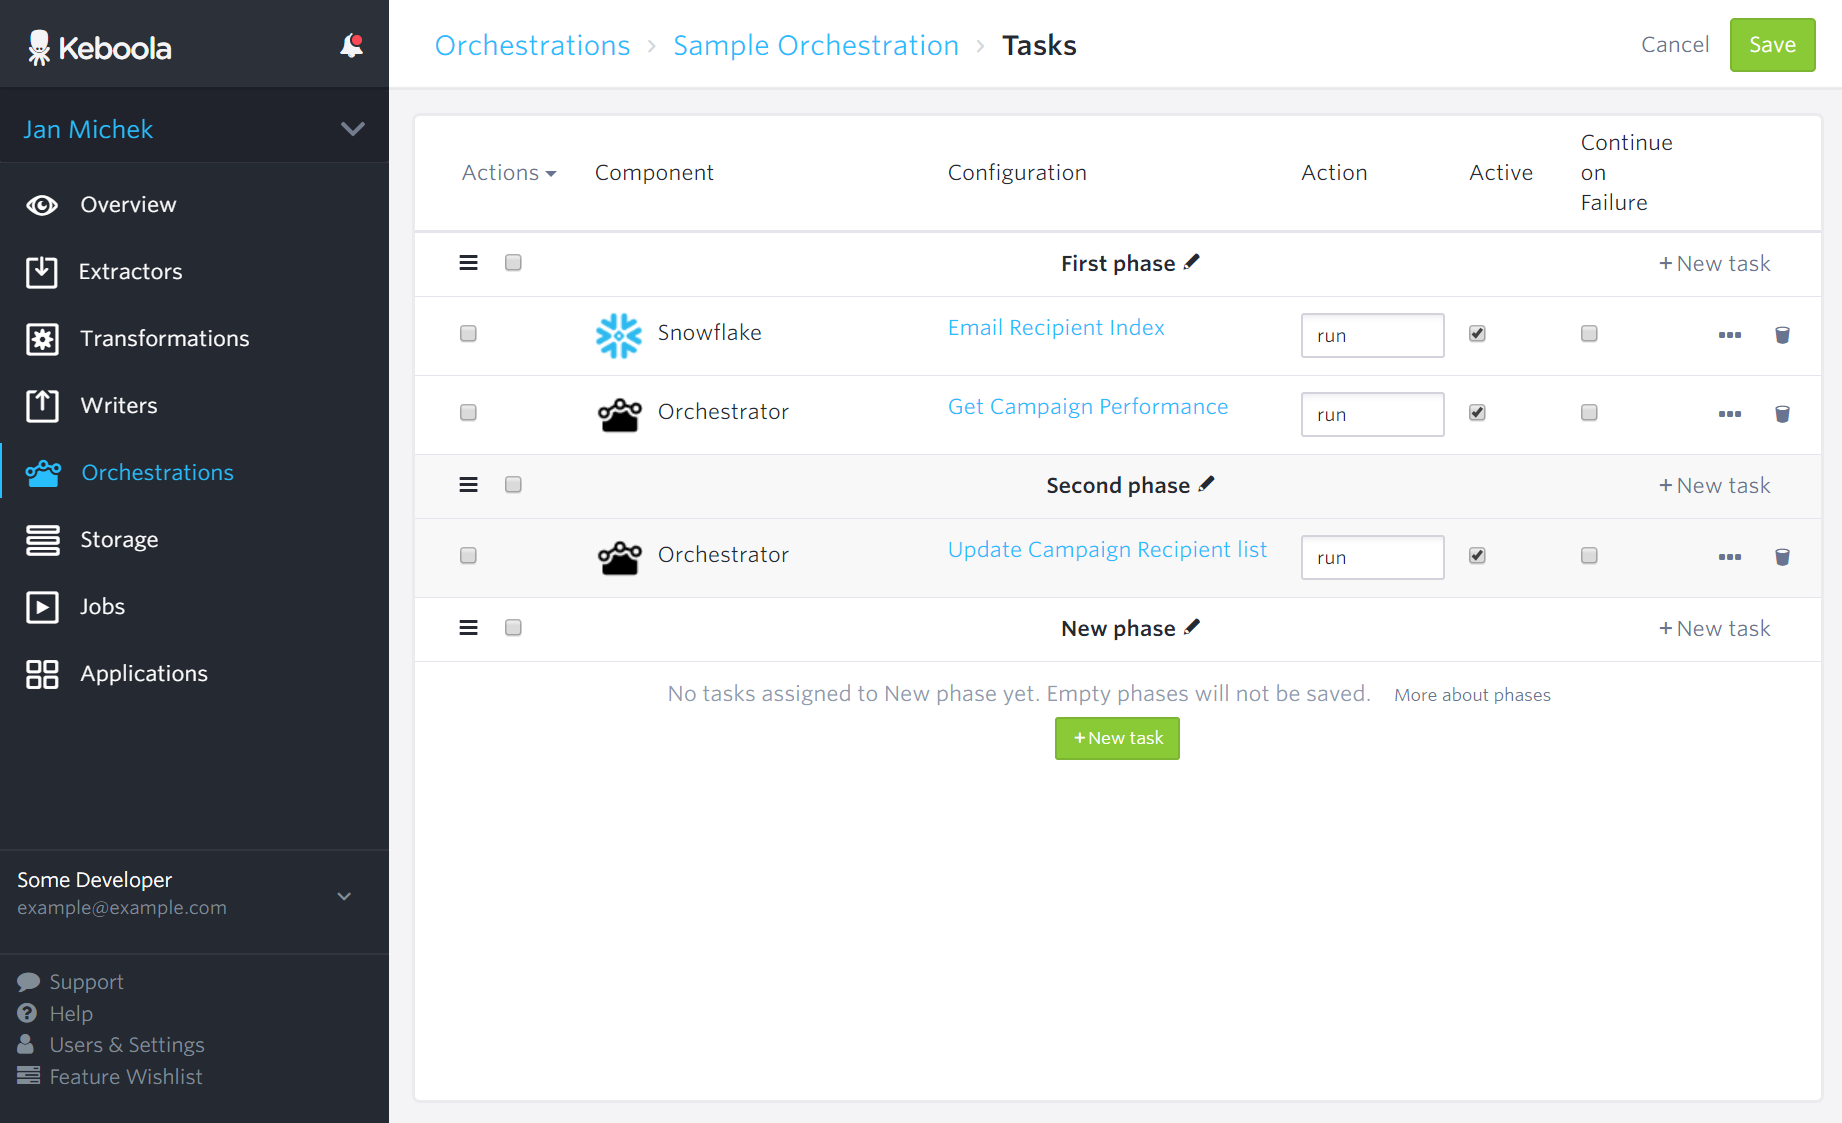 Keboola
Orchestrations › Sample Orchestration › Tasks
Cancel
Save
Jan Michek
Overview
Extractors
Transformations
Writers
Orchestrations
Storage
Jobs
Applications
Some Developer
example@example.com
Support
Help
Users & Settings
Feature Wishlist
Actions Component Configuration Action Active Continue
on
Failure
First phase +New task
Snowflake Email Recipient Index run
Orchestrator Get Campaign Performance run
Second phase +New task
Orchestrator Update Campaign Recipient list run
New phase +New task
No tasks assigned to New phase yet. Empty phases will not be saved. More about phases
+New task